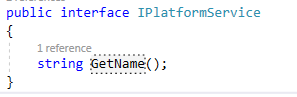 public interface IPlatformService
{
1 reference
string GetName();
}